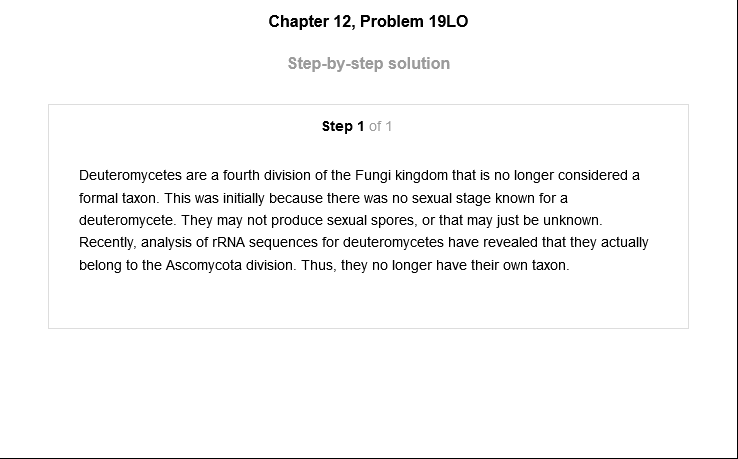 Chapter 12, Problem 19LO
Step-by-step solution
Step 1 of 1
Deuteromycetes are a fourth division of the Fungi kingdom that is no longer considered a
formal taxon. This was initially because there was no sexual stage known for a
deuteromycete. They may not produce sexual spores, or that may just be unknown.
Recently, analysis of rRNA sequences for deuteromycetes have revealed that they actually
belong to the Ascomycota division. Thus, they no longer have their own taxon.